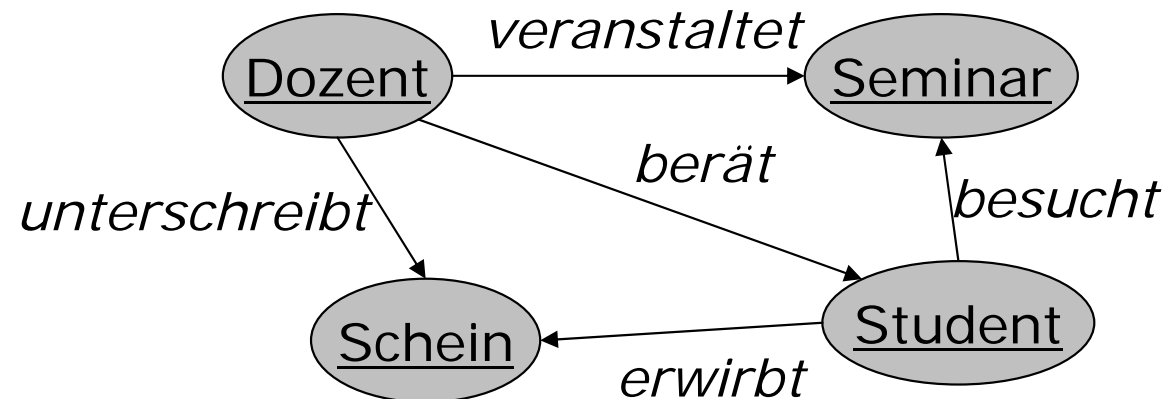 veranstaltet
Dozent
Seminar
berät
besucht
unterschreibt
Student
Schein
erwirbt